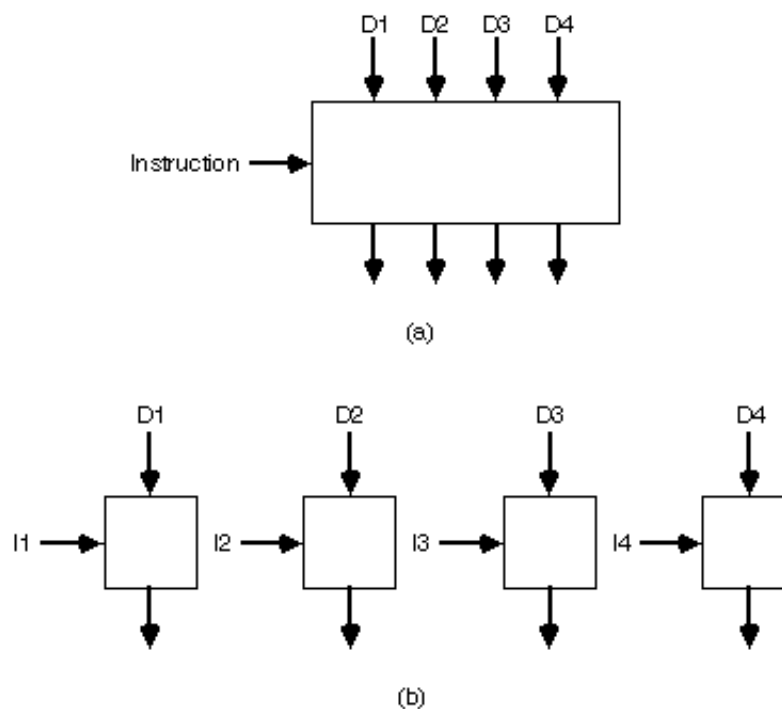 D1 D2 D3 D4
Instruction
(a)
D1 D2 D3 D4
I1 I2 I3 I4
(b)